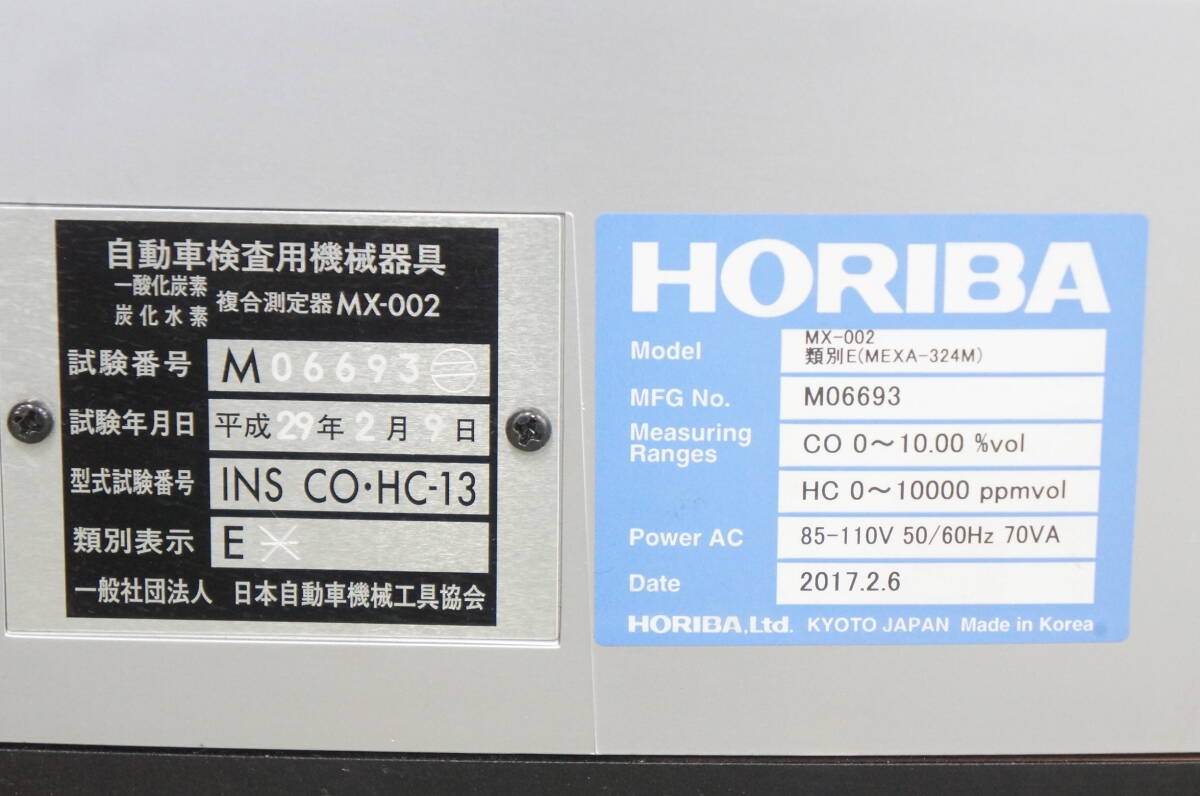 自動車検査用機械器具
一酸化炭素
炭化水素
複合測定器 MX-002
試験番号 M 06693
試験年月日 平成29年2月9日
型式試験番号 INS CO・HC-13
類別表示 E
一般社団法人 日本自動車機械工具協会
HORIBA
Model MX-002
類別E(MEXA-324M)
MFG No. M06693
Measuring Ranges CO 0～10.00 %vol
HC 0～10000 ppmvol
Power AC 85-110V 50/60Hz 70VA
Date 2017.2.6
HORIBA,Ltd. KYOTO JAPAN Made in Korea